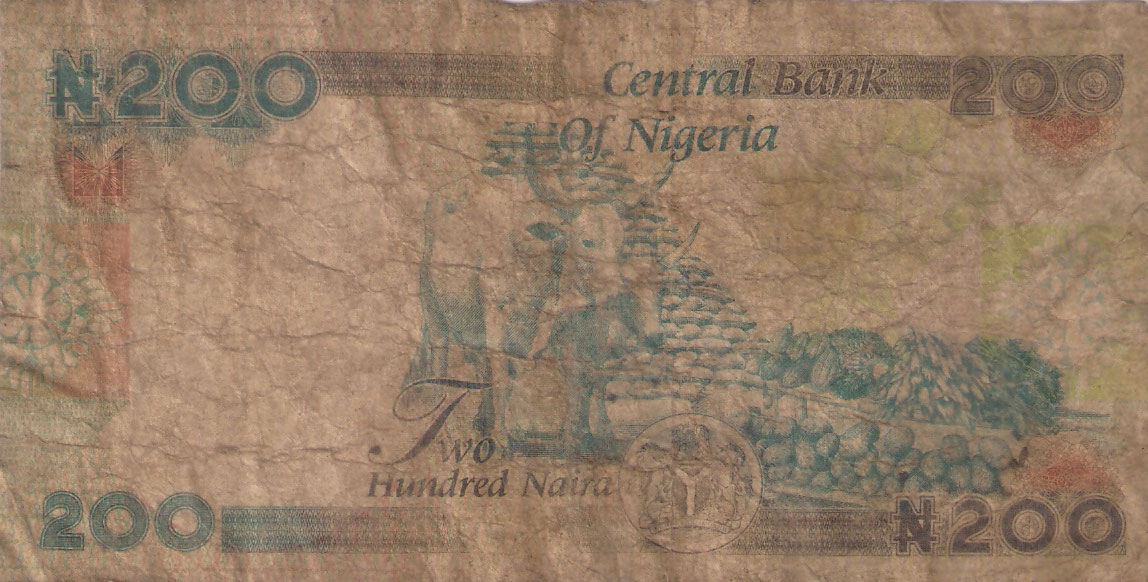 ₦200
Central Bank
Of Nigeria
200
Two
Hundred Naira
200
₦200